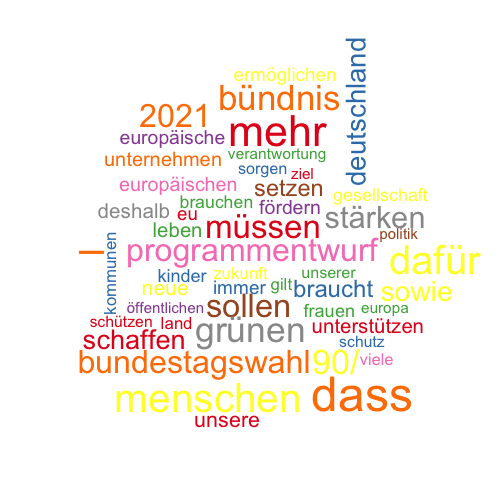 ermöglichen
deutschland
bündnis
2021
mehr
europäische
verantwortung
unternehmen
sorgen
ziel
europäischen
setzen
gesellschaft
brauchen
fördern
deshalb
eu
stärken
müssen
leben
politik
kommunen
|
programmentwurf
dafür
kinder
zukunft
unserer
neue
immer
gilt
braucht
sowie
öffentlichen
sollen
frauen
europa
schützen
land
grünen
unterstützen
schaffen
schutz
bundestagswahl
90/
viele
menschen
dass
unsere